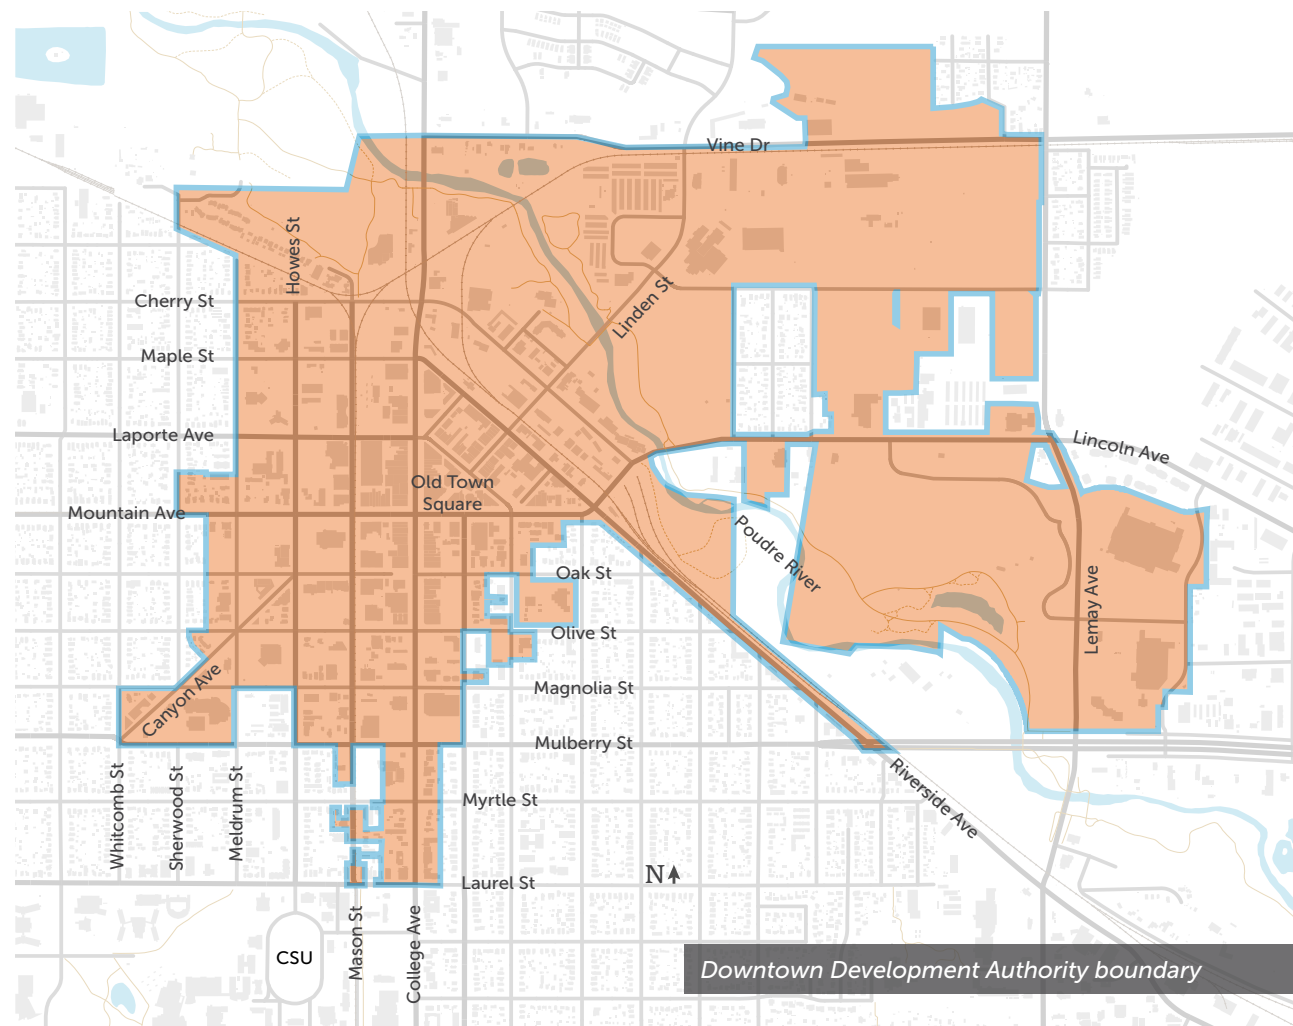 Vine Dr
Howes St
Cherry St
Linden St
Maple St
Laporte Ave
Lincoln Ave
Old Town
Square
Mountain Ave
Poudre River
Oak St
Lemay Ave
Olive St
Canyon Ave
Magnolia St
Mulberry St
Whitcomb St
Sherwood St
Meldrum St
Myrtle St
Riverside Ave
N
Laurel St
Mason St
College Ave
CSU
Downtown Development Authority boundary